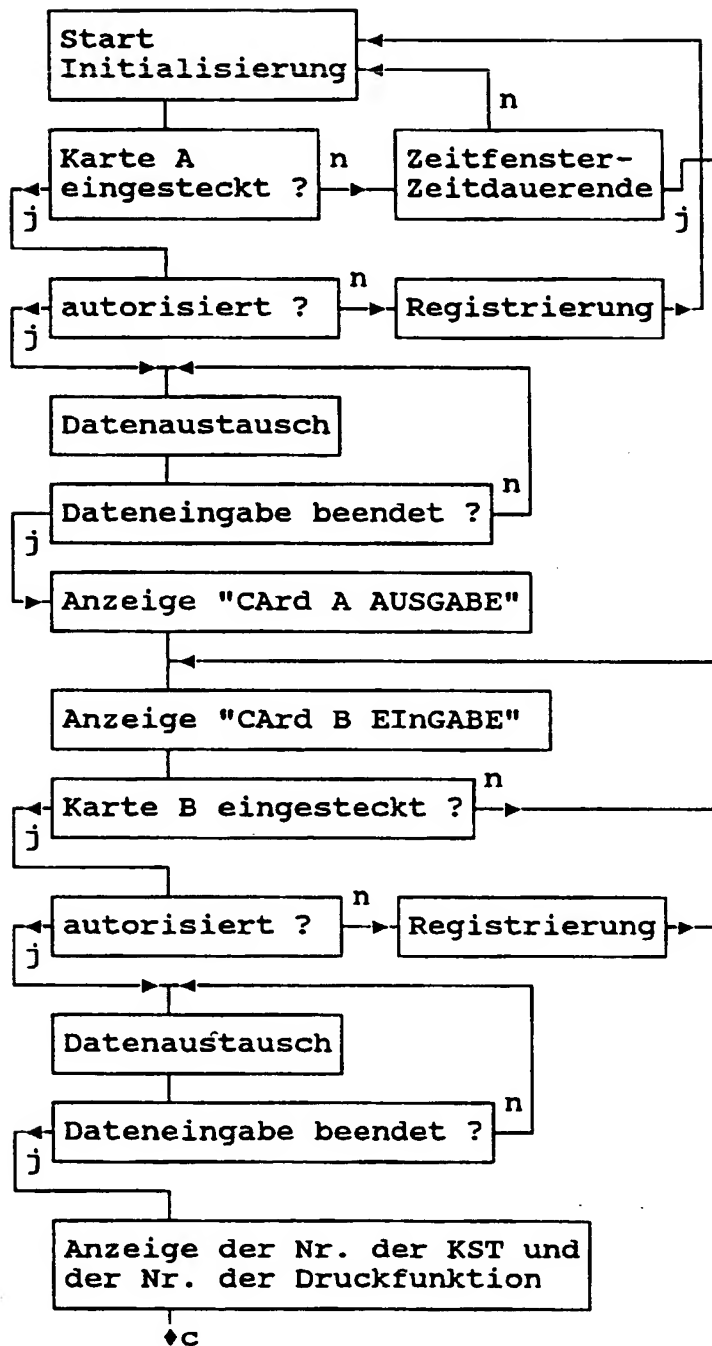 Start
Initialisierung
n
Karte A
eingesteckt ?
n
Zeitfenster-
Zeitdauerende
j
j
autorisiert ?
n
Registrierung
j
Datenaustausch
Dateneingabe beendet ?
n
j
Anzeige "CArd A AUSGABE"
Anzeige "CArd B EInGABE"
Karte B eingesteckt ?
n
j
autorisiert ?
n
Registrierung
j
Datenaustausch
Dateneingabe beendet ?
n
j
Anzeige der Nr. der KST und
der Nr. der Druckfunktion
♦c